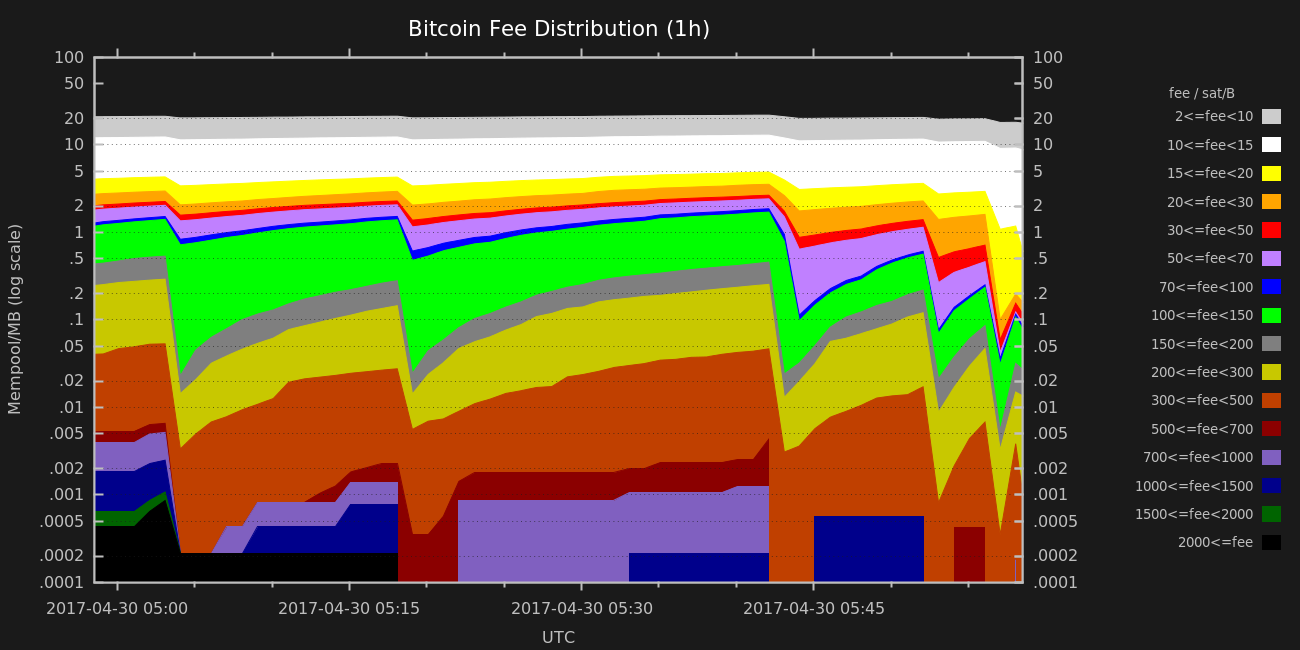 Bitcoin Fee Distribution (1h)
Mempool/MB (log scale)
100
50
20
10
5
2
1
.5
.2
.1
.05
.02
.01
.005
.002
.001
.0005
.0002
.0001
100
50
20
10
5
2
1
.5
.2
.1
.05
.02
.01
.005
.002
.001
.0005
.0002
.0001
2017-04-30 05:00
2017-04-30 05:15
2017-04-30 05:30
2017-04-30 05:45
UTC
fee / sat/B
2<=fee<10
10<=fee<15
15<=fee<20
20<=fee<30
30<=fee<50
50<=fee<70
70<=fee<100
100<=fee<150
150<=fee<200
200<=fee<300
300<=fee<500
500<=fee<700
700<=fee<1000
1000<=fee<1500
1500<=fee<2000
2000<=fee